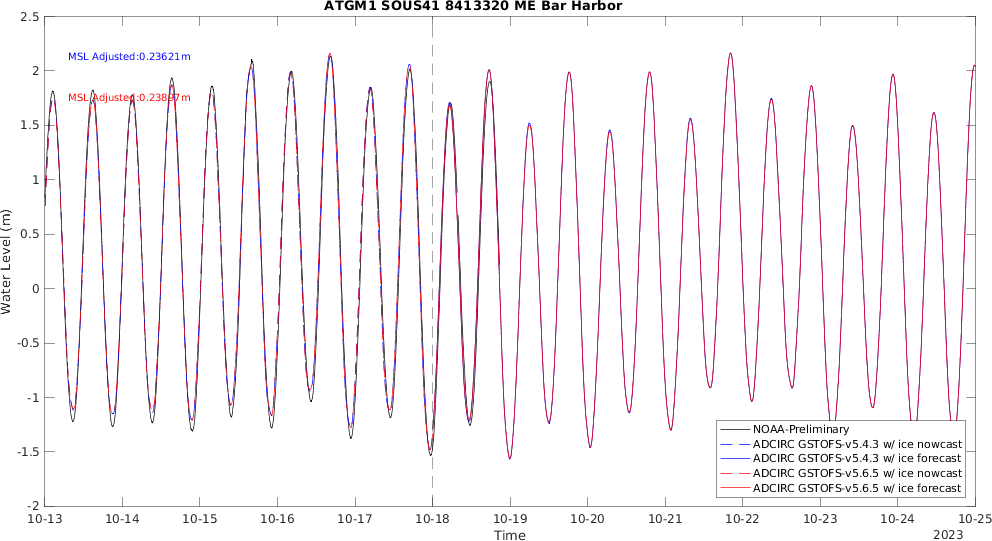 ATGM1 SOUS41 8413320 ME Bar Harbor
2.5
2
1.5
1
0.5
0
-0.5
-1
-1.5
-2
Water Level (m)
MSL Adjusted:0.23621m
MSL Adjusted:0.23897m
NOAA-Preliminary
ADCIRC GSTOFS-v5.4.3 w/ ice nowcast
ADCIRC GSTOFS-v5.4.3 w/ ice forecast
ADCIRC GSTOFS-v5.6.5 w/ ice nowcast
ADCIRC GSTOFS-v5.6.5 w/ ice forecast
10-13 10-14 10-15 10-16 10-17 10-18 10-19 10-20 10-21 10-22 10-23 10-24 10-25
Time
2023